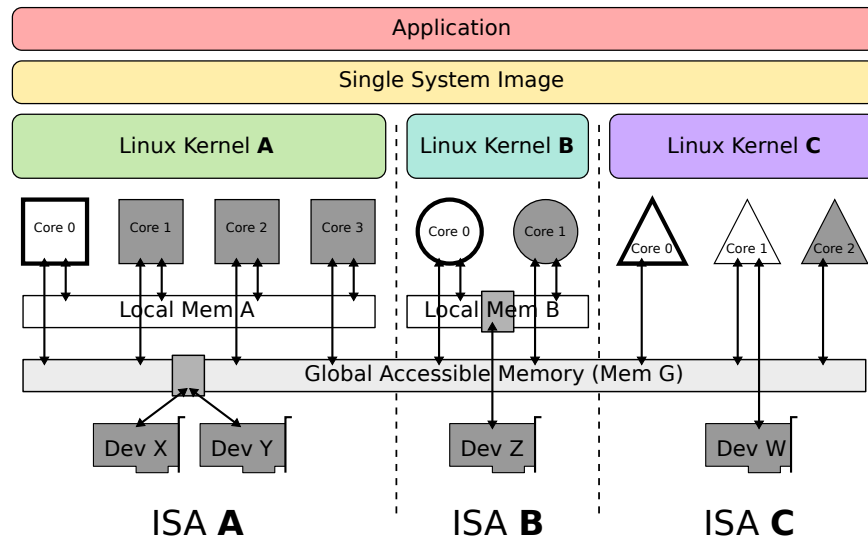 Application
Single System Image
Linux Kernel A
Linux Kernel B
Linux Kernel C
Core 0
Core 1
Core 2
Core 3
Core 0
Core 1
Core 0
Core 1
Core 2
Local Mem A
Local Mem B
Global Accessible Memory (Mem G)
Dev X
Dev Y
Dev Z
Dev W
ISA A
ISA B
ISA C